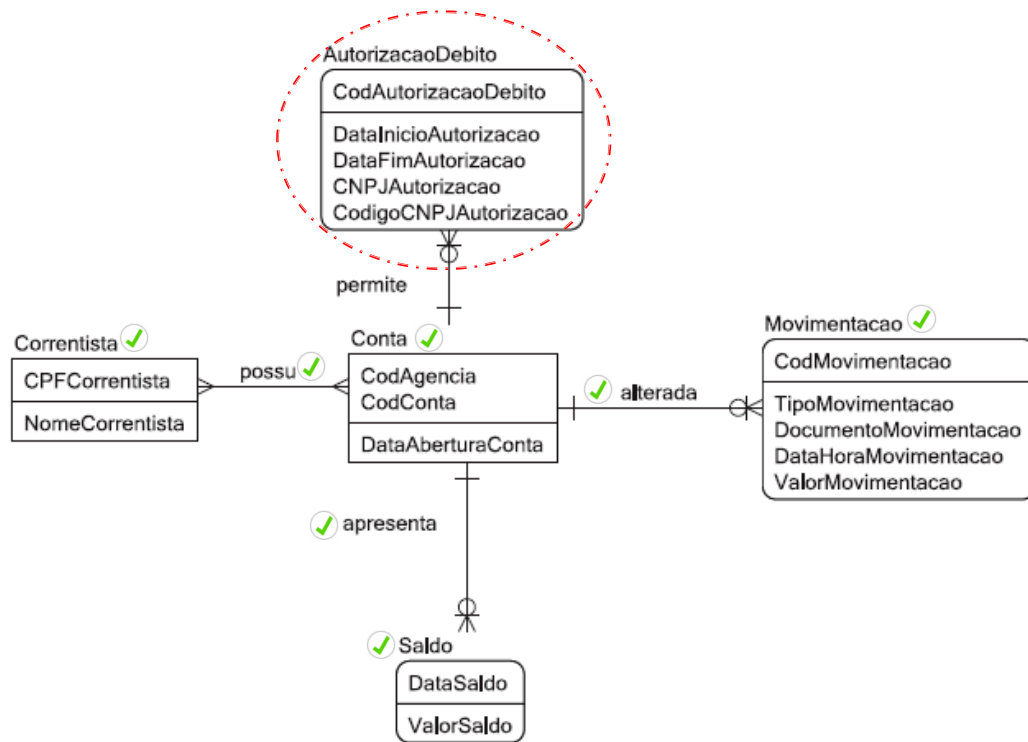 AutorizacaoDebito
CodAutorizacaoDebito
DataInicioAutorizacao
DataFimAutorizacao
CNPJAutorizacao
CodigoCNPJAutorizacao
permite
Correntista
CPFCorrentista
NomeCorrentista
possu
Conta
CodAgencia
CodConta
DataAberturaConta
alterada
Movimentacao
CodMovimentacao
TipoMovimentacao
DocumentoMovimentacao
DataHoraMovimentacao
ValorMovimentacao
apresenta
Saldo
DataSaldo
ValorSaldo